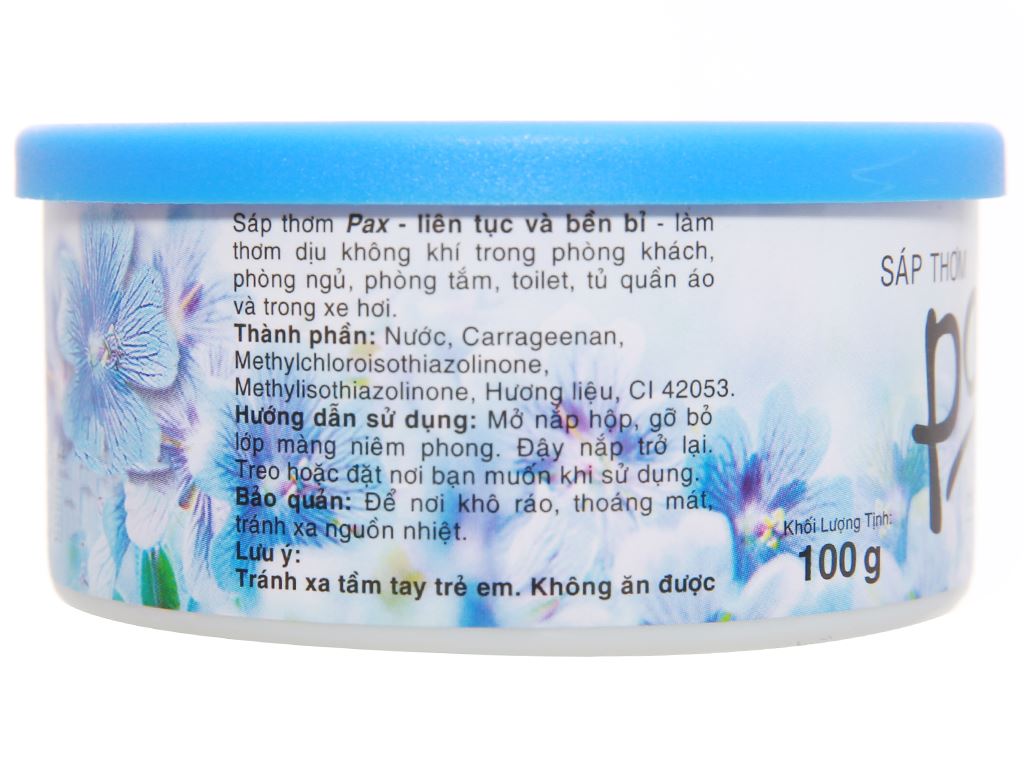 Sáp thơm Pax - liên tục và bền bỉ - làm
thơm dịu không khí trong phòng khách,
phòng ngủ, phòng tắm, toilet, tủ quần áo
và trong xe hơi.
Thành phần: Nước, Carrageenan,
Methylchloroisothiazolinone,
Methylisothiazolinone, Hương liệu, CI 42053.
Hướng dẫn sử dụng: Mở nắp hộp, gỡ bỏ
lớp màng niêm phong. Đậy nắp trở lại.
Treo hoặc đặt nơi bạn muốn khi sử dụng.
Bảo quản: Để nơi khô ráo, thoáng mát,
tránh xa nguồn nhiệt.
Lưu ý:
Tránh xa tầm tay trẻ em. Không ăn được
SÁP THƠM
Khối Lượng Tịnh:
100 g